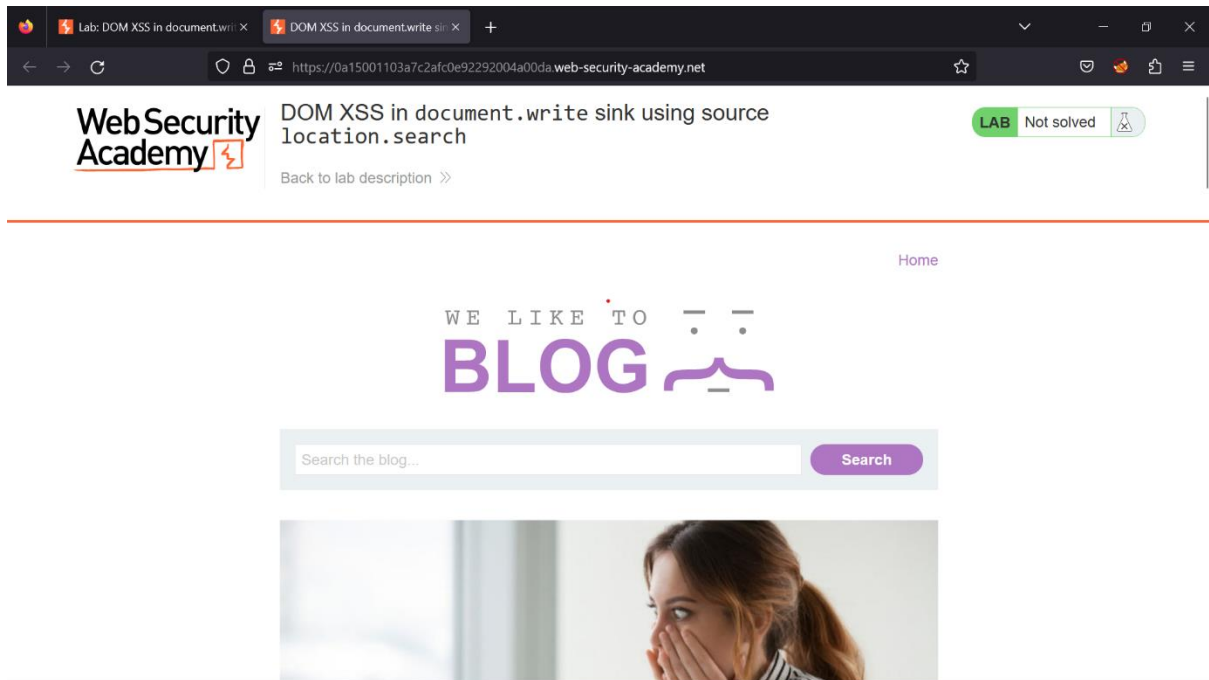 Lab: DOM XSS in document.writ
DOM XSS in document.write sin
https://0a15001103a7c2afc0e92292004a00da.web-security-academy.net
Web Security
Academy
DOM XSS in document.write sink using source
location.search
Back to lab description
LAB Not solved
Home
WE LIKE TO
BLOG
Search the blog...
Search